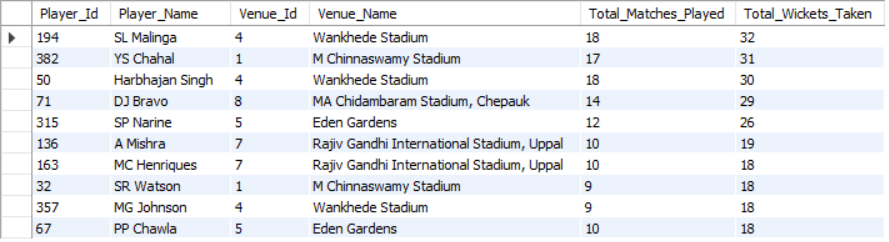 Player_Id Player_Name Venue_Id Venue_Name Total_Matches_Played Total_Wickets_Taken
194 SL Malinga 4 Wankhede Stadium 18 32
382 YS Chahal 1 M Chinnaswamy Stadium 17 31
50 Harbhajan Singh 4 Wankhede Stadium 18 30
71 DJ Bravo 8 MA Chidambaram Stadium, Chepauk 14 29
315 SP Narine 5 Eden Gardens 12 26
136 A Mishra 7 Rajiv Gandhi International Stadium, Uppal 10 19
163 MC Henriques 7 Rajiv Gandhi International Stadium, Uppal 10 18
32 SR Watson 1 M Chinnaswamy Stadium 9 18
357 MG Johnson 4 Wankhede Stadium 9 18
67 PP Chawla 5 Eden Gardens 10 18